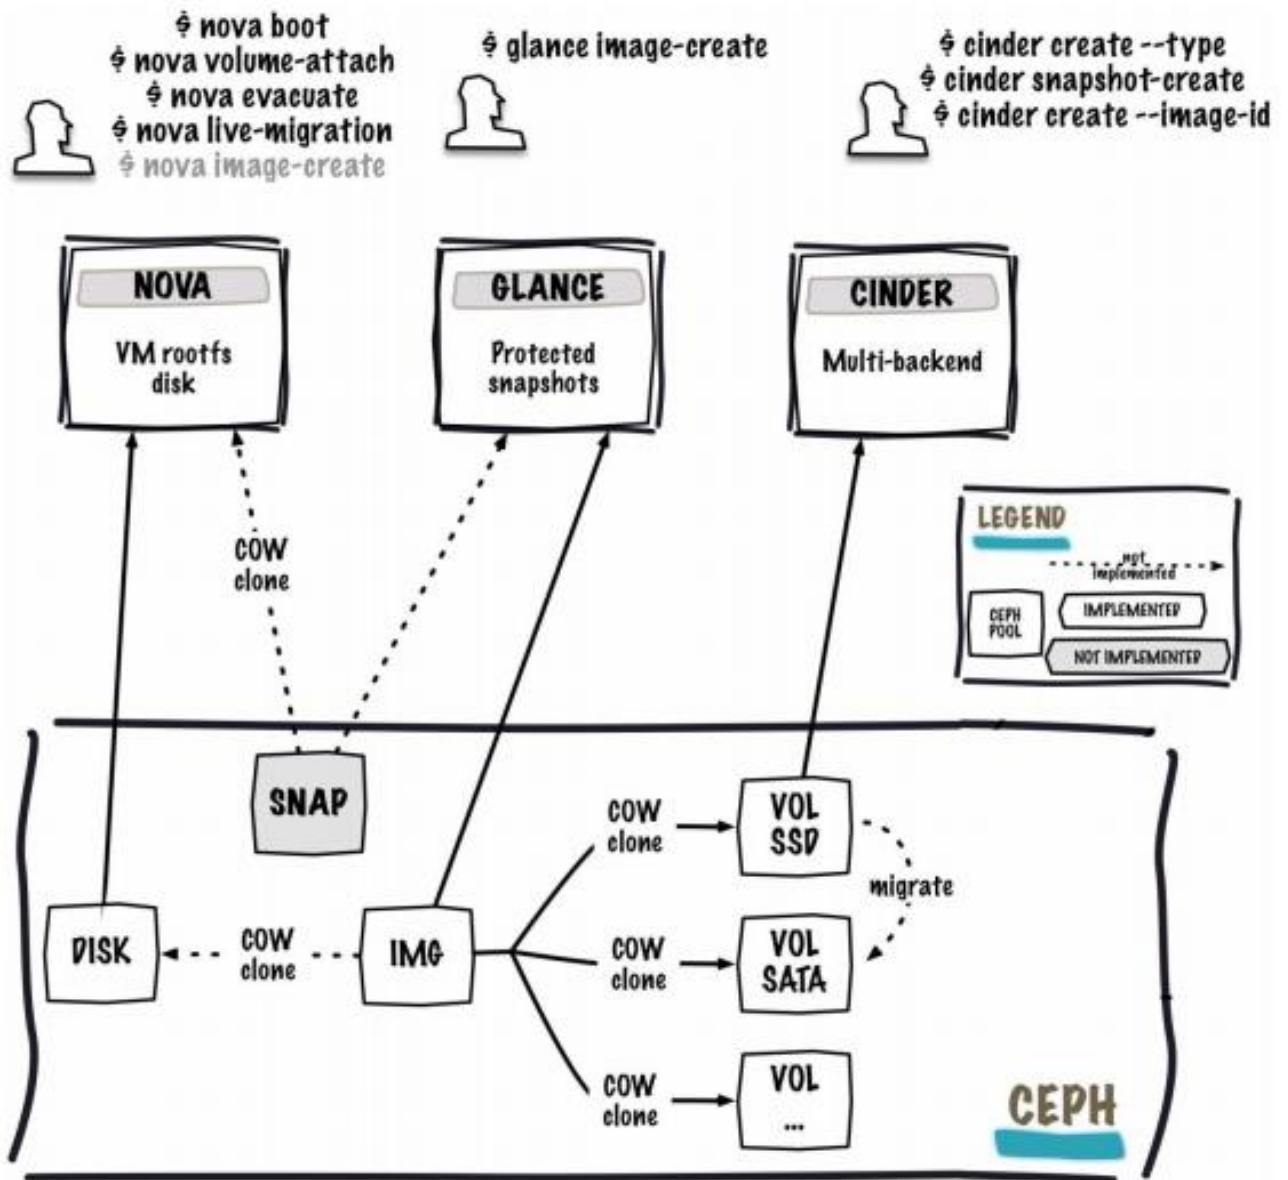 $ nova boot
$ nova volume-attach
$ nova evacuate
$ nova live-migration
$ nova image-create
$ glance image-create
$ cinder create --type
$ cinder snapshot-create
$ cinder create --image-id
NOVA
VM rootfs
disk
GLANCE
Protected
snapshots
CINDER
Multi-backend
COW
clone
LEGEND
not
implemented
CEPH
POOL
IMPLEMENTED
NOT IMPLEMENTED
SNAP
DISK
COW
clone
IMG
COW
clone
VOL
SSD
migrate
COW
clone
VOL
SATA
COW
clone
VOL
...
CEPH